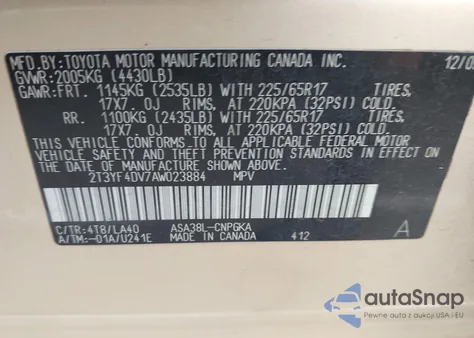 MFD.BY: TOYOTA MOTOR MANUFACTURING CANADA INC. 12/0
GVWR: 2005KG (4430LB)
GAWR: FRT. 1145KG (2535LB) WITH 225/65R17 TIRES,
17X7.0J RIMS, AT 220KPA (32PSI) COLD.
RR. 1100KG (2435LB) WITH 225/65R17 TIRES,
17X7.0J RIMS, AT 220KPA (32PSI) COLD.
THIS VEHICLE CONFORMS TO ALL APPLICABLE FEDERAL MOTOR
VEHICLE SAFETY AND THEFT PREVENTION STANDARDS IN EFFECT
ON THE DATE OF MANUFACTURE SHOWN ABOVE.
2T3YF4DV7AW023884 MPV
C/TR: 4T8/LA40 ASA38L-CNPGKA
A/TM: -01A/U241E MADE IN CANADA 412 A
autoSnap
Pewne auto z USA i EU